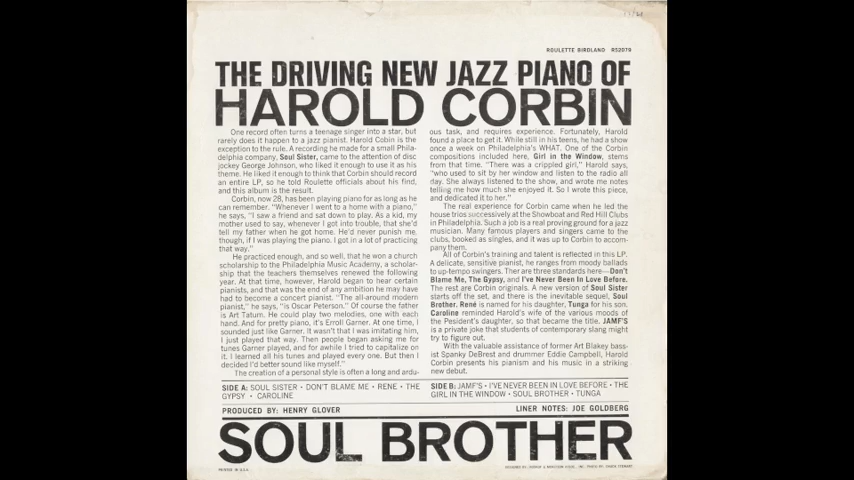 ROULETTE BIRDLAND R52079
THE DRIVING NEW JAZZ PIANO OF
HAROLD CORBIN
One record often turns a teenage singer into a star, but
rarely does it happen to a jazz pianist. Harold Cobin is the
exception to the rule. A recording he made for a small Phila-
delphia company, Soul Sister, came to the attention of disc
jockey George Johnson, who liked it enough to use it as his
theme. He liked it enough to think that Corbin should record
an entire LP, so he told Roulette officials about his find,
and this album is the result.
Corbin, now 28, has been playing piano for as long as he
can remember. "Whenever I went to a home with a piano,"
he says, "I saw a friend and sat down to play. As a kid, my
mother used to say, whenever I got into trouble, that she'd
tell my father when he got home. He'd never punish me
though, if I was playing the piano. I got in a lot of practicing
that way."
He practiced enough, and so well, that he won a church
scholarship to the Philadelphia Music Academy, a scholar-
ship that the teachers themselves renewed the following
year. At that time, however, Harold began to hear certain
pianists, and that was the end of any ambition he may have
had to become a concert pianist. "The all-around modern
pianist," he says, "is Oscar Peterson." Of course the father
is Art Tatum. He could play two melodies, one with each
hand. And for pretty piano, it's Erroll Garner. At one time, I
sounded just like Garner. It wasn't that I was imitating him,
I just played that way. Then people began asking me for
tunes Garner played, and for awhile I tried to capitalize on
it. I learned all his tunes and played every one. But then I
decided I'd better sound like myself."
The creation of a personal style is often a long and ardu-
ous task, and requires experience. Fortunately, Harold
found a place to get it. While still in his teens, he had a show
once a week on Philadelphia's WHAT. One of the Corbin
compositions included here, Girl in the Window, stems
from that time. "There was a crippled girl," Harold says,
"who used to sit by her window and listen to the radio all
day. She always listened to the show, and wrote me notes
telling me how much she enjoyed it. So I wrote this piece,
and dedicated it to her."
The real experience for Corbin came when he led the
house trios successively at the Showboat and Red Hill Clubs
in Philadelphia. Such a job is a real proving ground for a jazz
musician. Many famous players and singers came to the
clubs, booked as singles, and it was up to Corbin to accom-
pany them.
All of Corbin's training and talent is reflected in this LP.
A delicate, sensitive pianist, he ranges from moody ballads
to up-tempo swingers. Ther are three standards here—Don't
Blame Me, The Gypsy, and I've Never Been In Love Before.
The rest are Corbin originals. A new version of Soul Sister
starts off the set, and there is the inevitable sequel, Soul
Brother. René is named for his daughter, Tunga for his son.
Caroline reminded Harold's wife of the various moods of
the President's daughter, so that became the title. JAMF'S
is a private joke that students of contemporary slang might
try to figure out.
With the valuable assistance of former Art Blakey bass-
ist Spanky DeBrest and drummer Eddie Campbell, Harold
Corbin presents his pianism and his music in a striking
new debut.
SIDE A: SOUL SISTER • DON'T BLAME ME • RENE • THE
GYPSY • CAROLINE
SIDE B: JAMF'S • I'VE NEVER BEEN IN LOVE BEFORE • THE
GIRL IN THE WINDOW • SOUL BROTHER • TUNGA
PRODUCED BY: HENRY GLOVER
LINER NOTES: JOE GOLDBERG
SOUL BROTHER
PRINTED IN U.S.A.